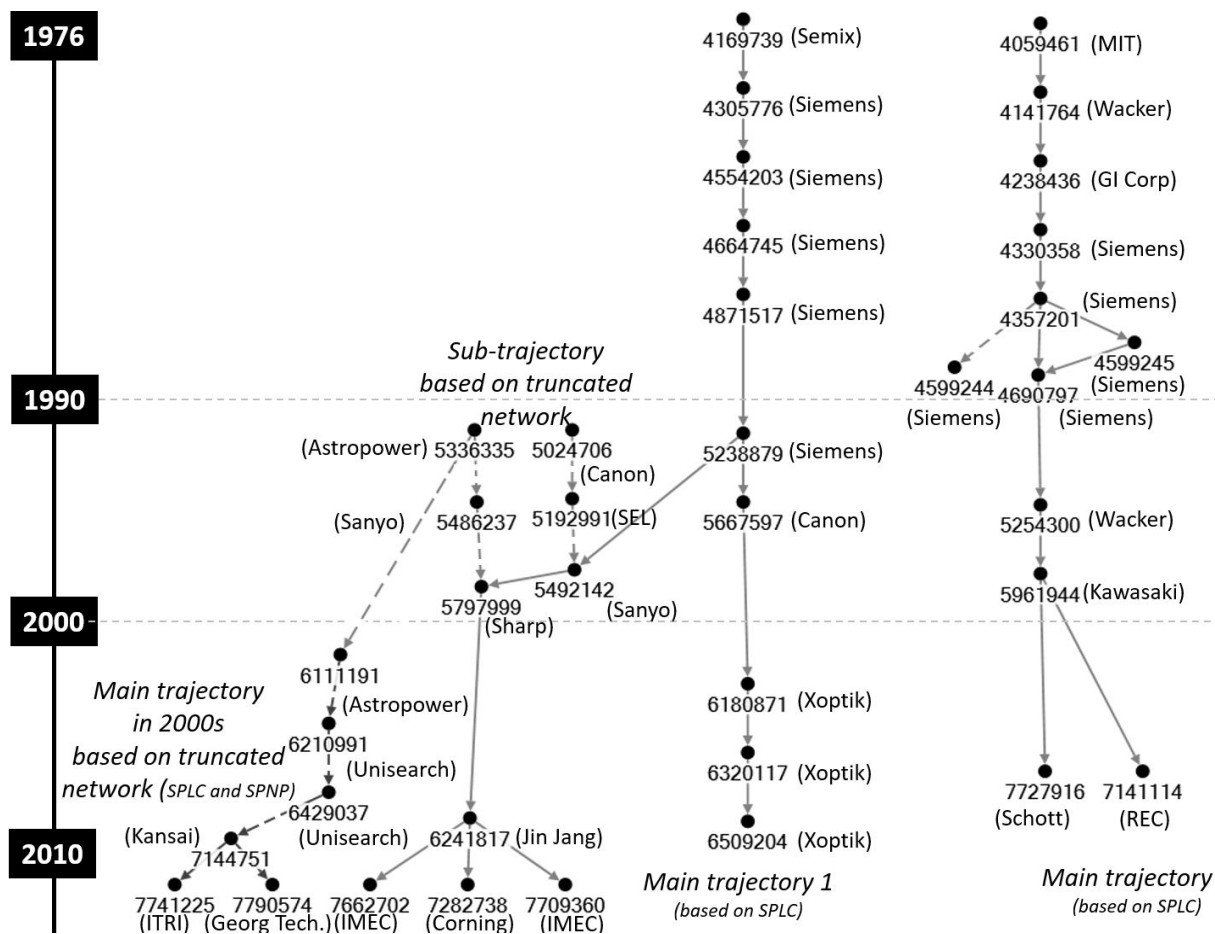 1976
4169739 (Semix)
4059461 (MIT)
4305776 (Siemens)
4141764 (Wacker)
4554203 (Siemens)
4238436 (GI Corp)
4664745 (Siemens)
4330358 (Siemens)
4871517 (Siemens)
(Siemens)
4357201
4599245
(Siemens)
4599244
(Siemens)
4690797
(Siemens)
Sub-trajectory
based on truncated
network
1990
(Astropower) 5336335
5024706
(Canon)
5238879 (Siemens)
(Sanyo) 5486237
5192991 (SEL)
5667597 (Canon)
5254300 (Wacker)
5492142
(Sanyo)
5797999
(Sharp)
5961944 (Kawasaki)
2000
6111191
(Astropower)
6180871 (Xoptik)
Main trajectory
in 2000s
based on truncated
network (SPLC and SPNP)
6210991
(Unisearch)
6320117 (Xoptik)
6429037
(Unisearch)
7727916
(Schott)
7141114
(REC)
(Kansai)
7144751
6241817 (Jin Jang)
6509204 (Xoptik)
2010
7741225
(ITRI)
7790574
(Georg Tech.)
7662702
(IMEC)
7282738
(Corning)
7709360
(IMEC)
Main trajectory 1
(based on SPLC)
Main trajectory
(based on SPLC)